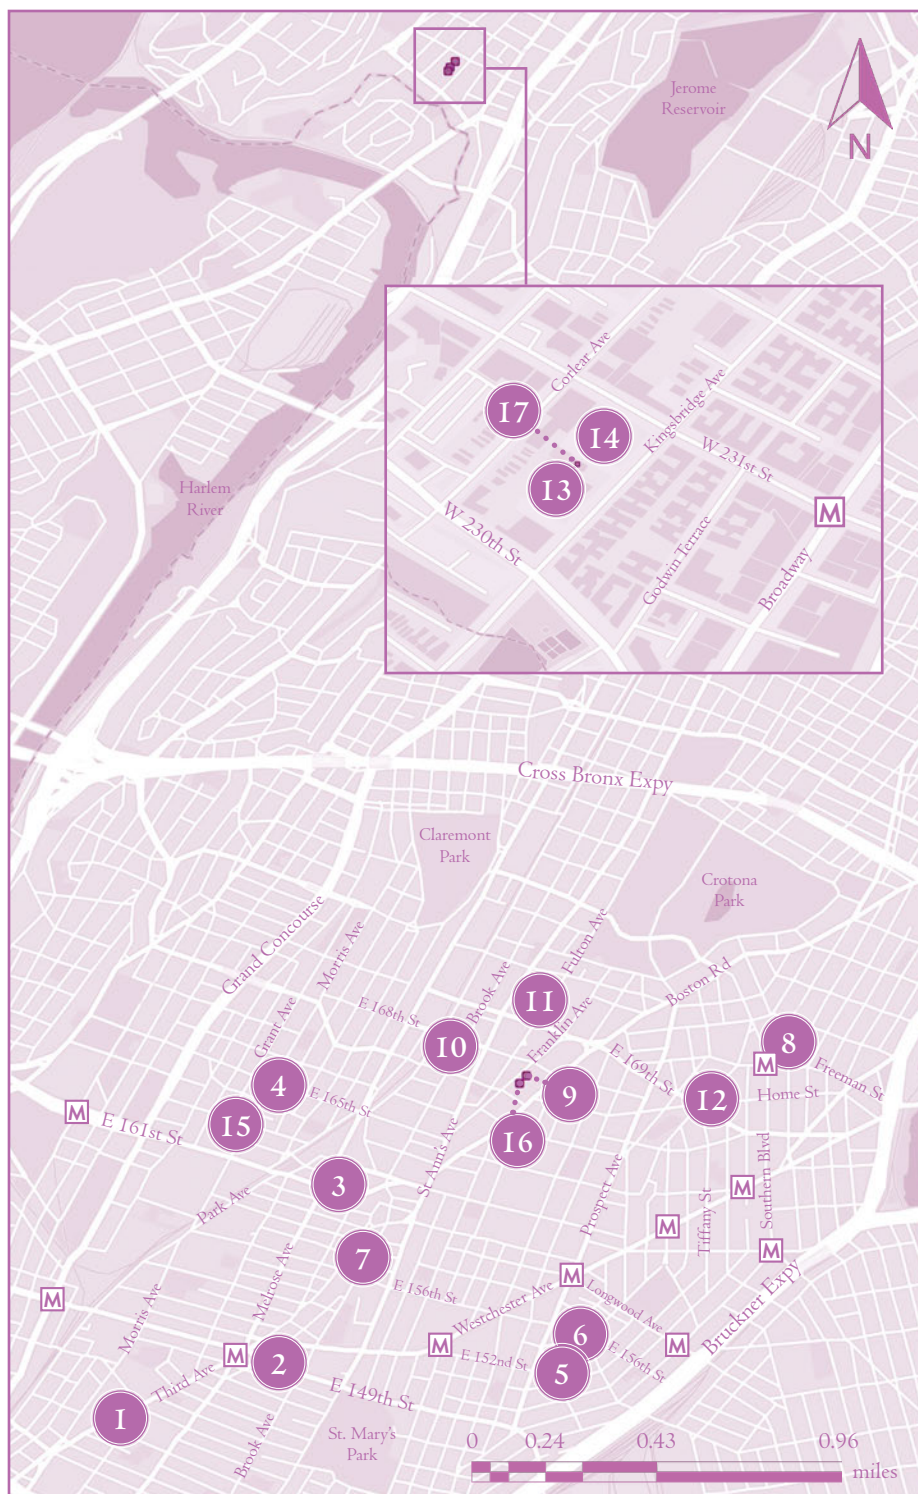 Jerome
Reservoir
N
Corlear Ave
17
14
Kingsbridge Ave
13
W 231st St
M
Harlem
River
W 230th St
Godwin Terrace
Broadway
Cross Bronx Expy
Claremont
Park
Crotona
Park
Grand Concourse
Morris Ave
Fulton Ave
Brook Ave
Boston Rd
11
E 168th St
Franklin Ave
Grant Ave
10
8
M
E 169th St
Freeman St
4
E 165th St
9
12
Home St
M
E 161st St
15
16
St Ann's Ave
3
Park Ave
Prospect Ave
Tiffany St
Southern Blvd
M
M
7
Melrose Ave
M
M
E 156th St
Westchester Ave
Longwood Ave
Bruckner Expy
M
Morris Ave
6
M
2
M
E 152nd St
5
E 156th St
M
Third Ave
E 149th St
1
Brook Ave
St. Mary's
Park
0 0.24 0.43 0.96
miles